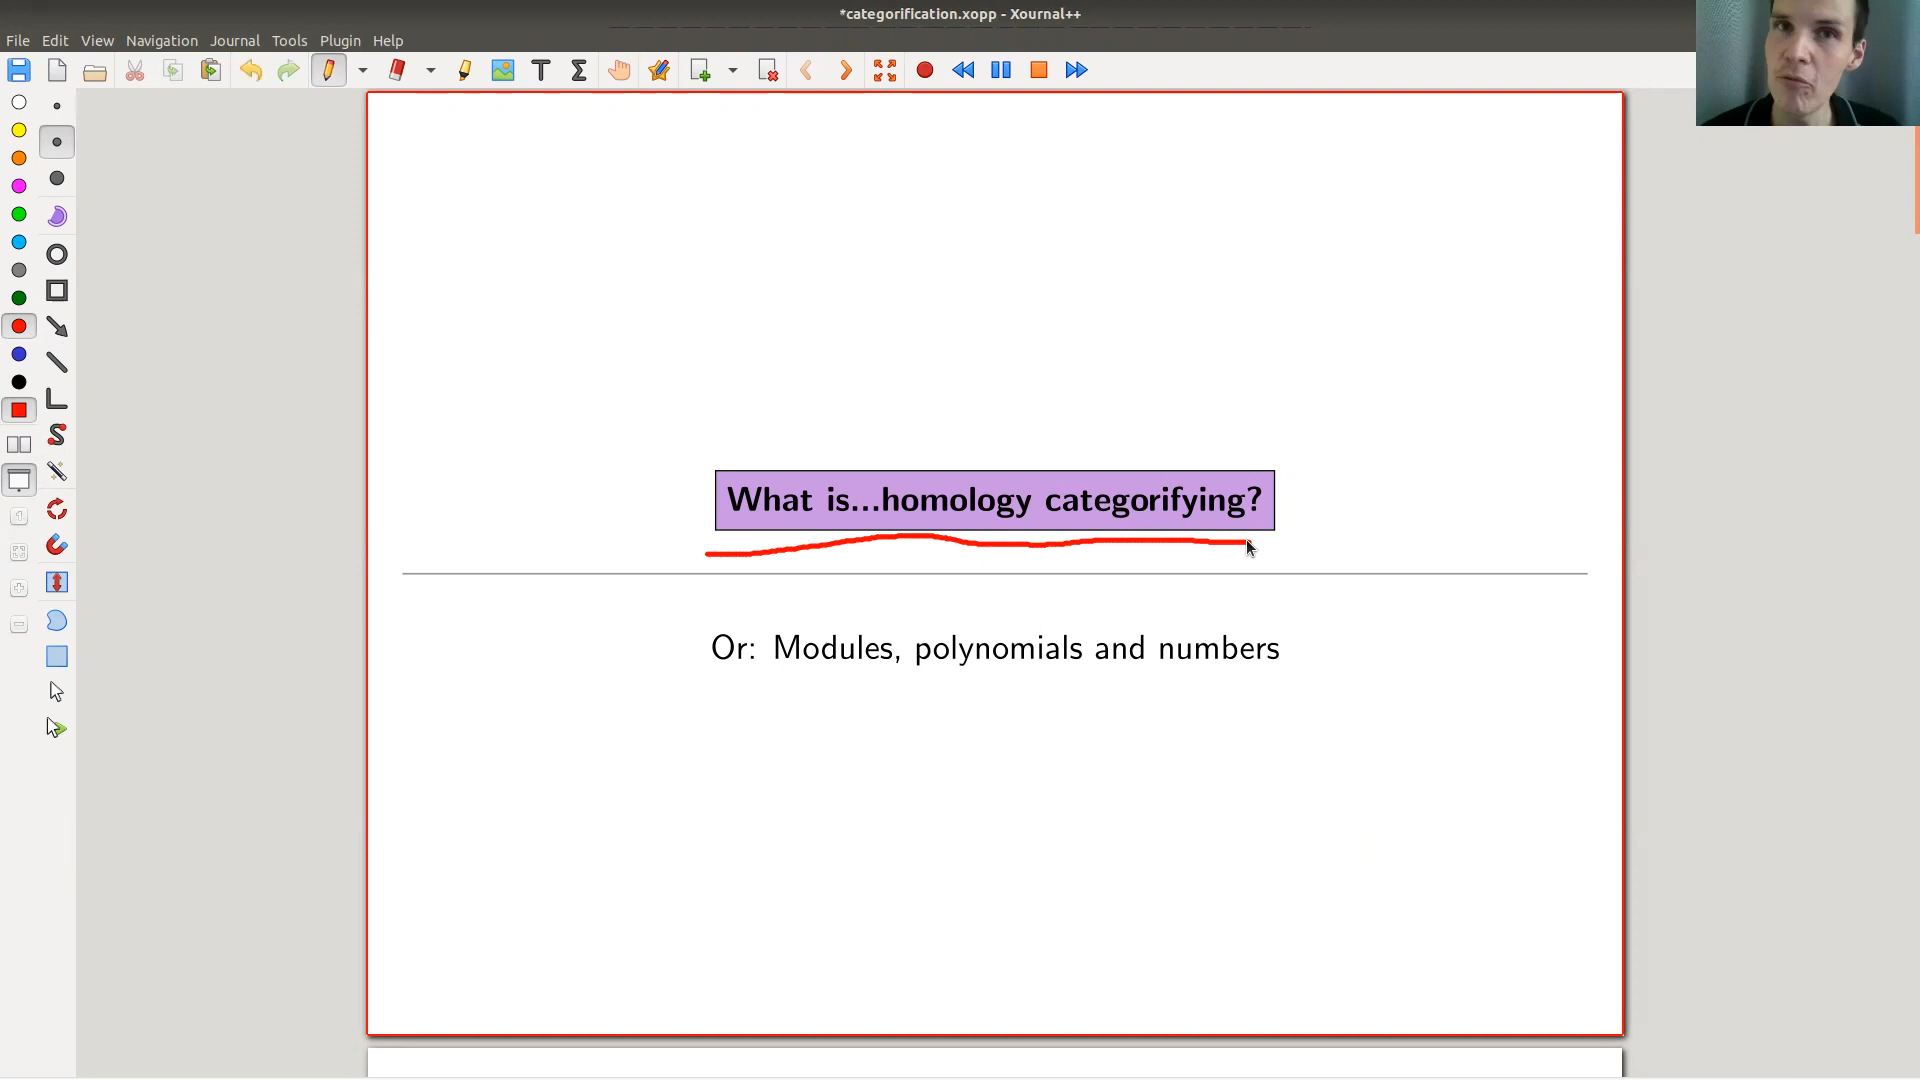 *categorification.xopp - Xournal++
File Edit View Navigation Journal Tools Plugin Help
What is...homology categorifying?
Or: Modules, polynomials and numbers